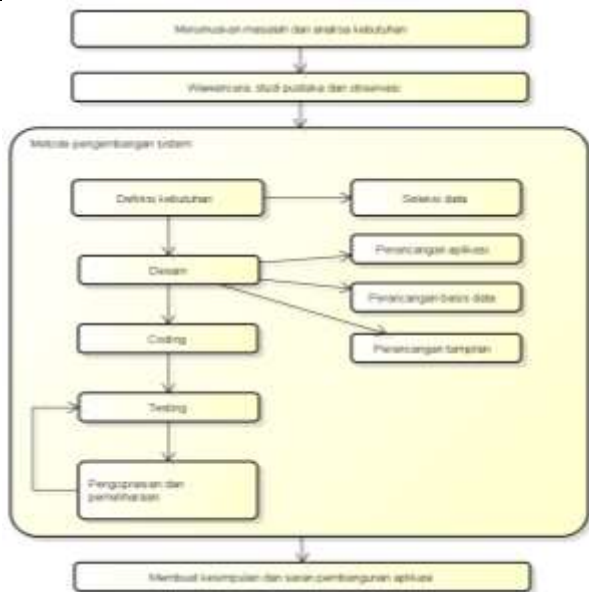 Merumuskan masalah dan analisa kebutuhan
Wawancara, studi pustaka dan observasi
Metode pengembangan sistem
Definisi kebutuhan
Seleksi data
Desain
Perancangan aplikasi
Perancangan basis data
Perancangan tampilan
Coding
Testing
Pengoprasian dan
pemeliharaan
Membuat kesimpulan dan saran pembangunan aplikasi